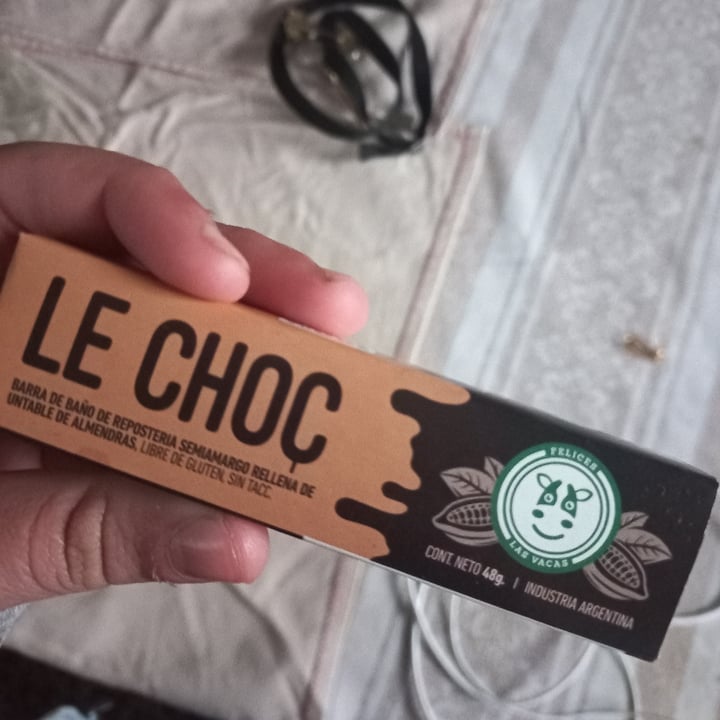 LE CHOC
BARRA DE BAÑO DE REPOSTERIA SEMIAMARGO RELLENA DE
UNTABLE DE ALMENDRAS, LIBRE DE GLUTEN, SIN TACC.
FELICES
LAS VACAS
CONT. NETO 48g. | INDUSTRIA ARGENTINA